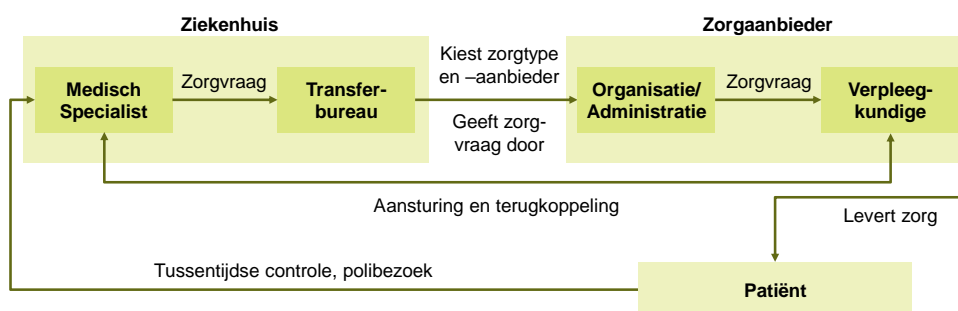 Ziekenhuis
Zorgaanbieder
Medisch
Specialist
Zorgvraag
Transfer-
bureau
Kiest zorgtype
en –aanbieder
Geeft zorg-
vraag door
Organisatie/
Administratie
Zorgvraag
Verpleeg-
kundige
Aansturing en terugkoppeling
Levert zorg
Tussentijdse controle, polibezoek
Patiënt